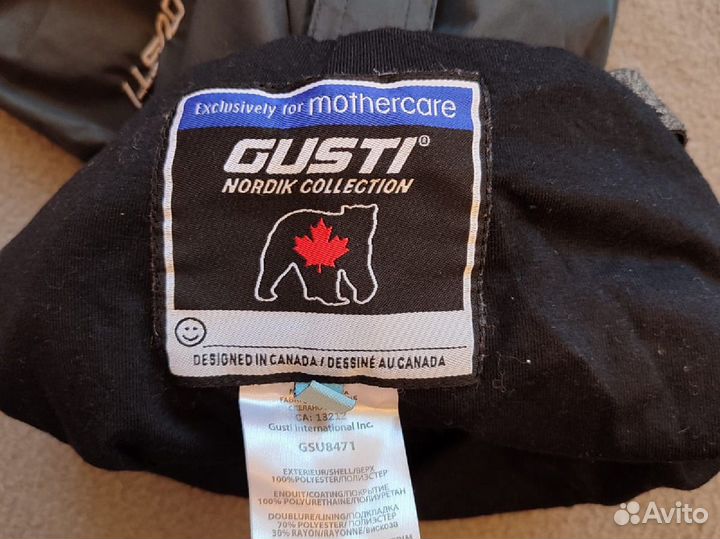 GUSTI
Exclusively for mothercare
GUSTI®
NORDIK COLLECTION
DESIGNED IN CANADA / DESSINÉ AU CANADA
CA: 13212
Gusti International Inc.
GSU8471
EXTERIEUR/SHELL/ВЕРХ
100% POLYESTER/ПОЛИЭСТЕР
ENDUIT/COATING/ПОКРЫТИЕ
100% POLYURETHANE/ПОЛИУРЕТАН
DOUBLURE/LINING/ПОДКЛАДКА
70% POLYESTER/ПОЛИЭСТЕР
30% RAYON/RAYON/ВИСКОЗА
Avito